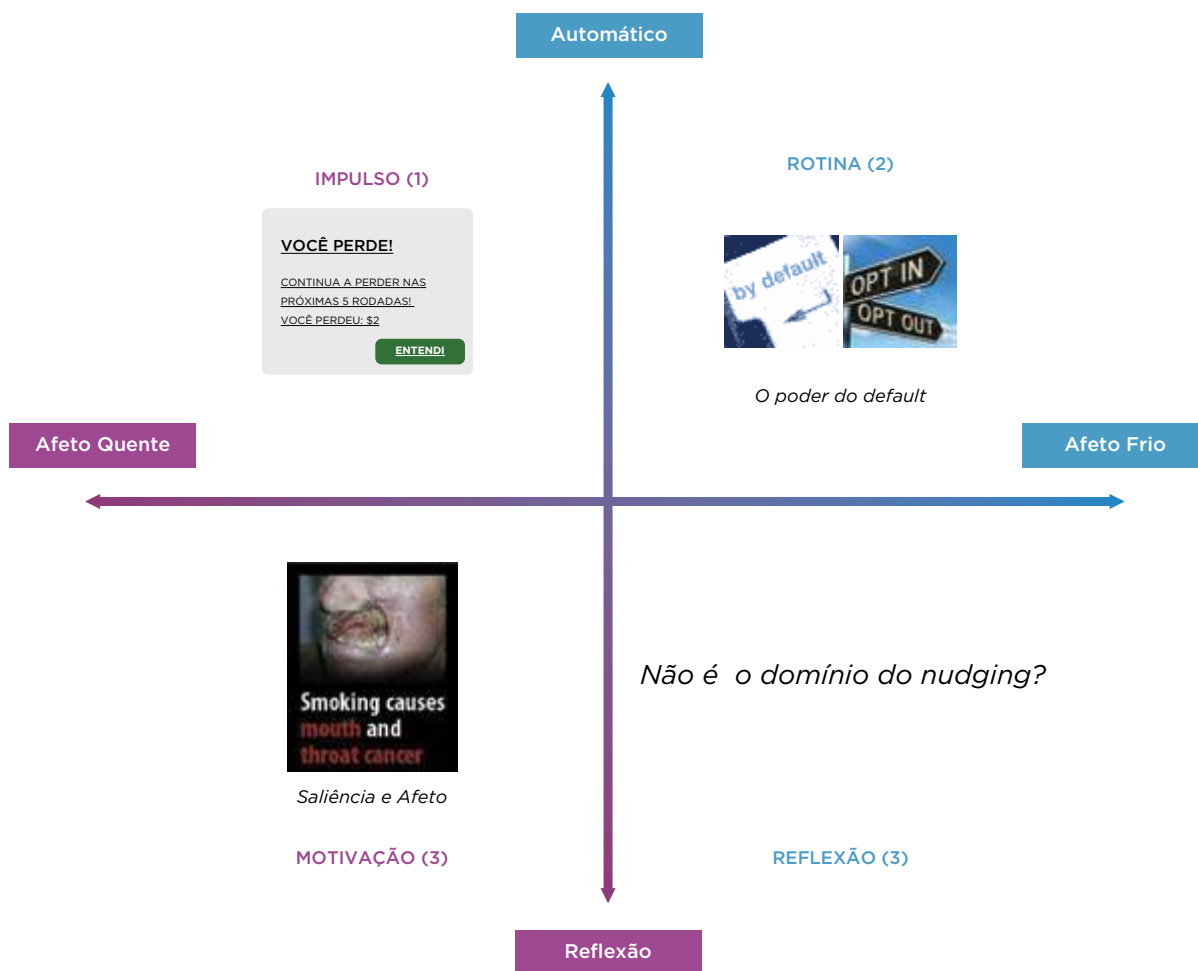 Automático
IMPULSO (1)
ROTINA (2)
VOCÊ PERDE!
CONTINUA A PERDER NAS
PRÓXIMAS 5 RODADAS!
VOCÊ PERDEU: $2
ENTENDI
by default
OPT IN
OPT OUT
O poder do default
Afeto Quente
Afeto Frio
Não é o domínio do nudging?
Smoking causes
mouth and
throat cancer
Saliência e Afeto
MOTIVAÇÃO (3)
REFLEXÃO (3)
Reflexão